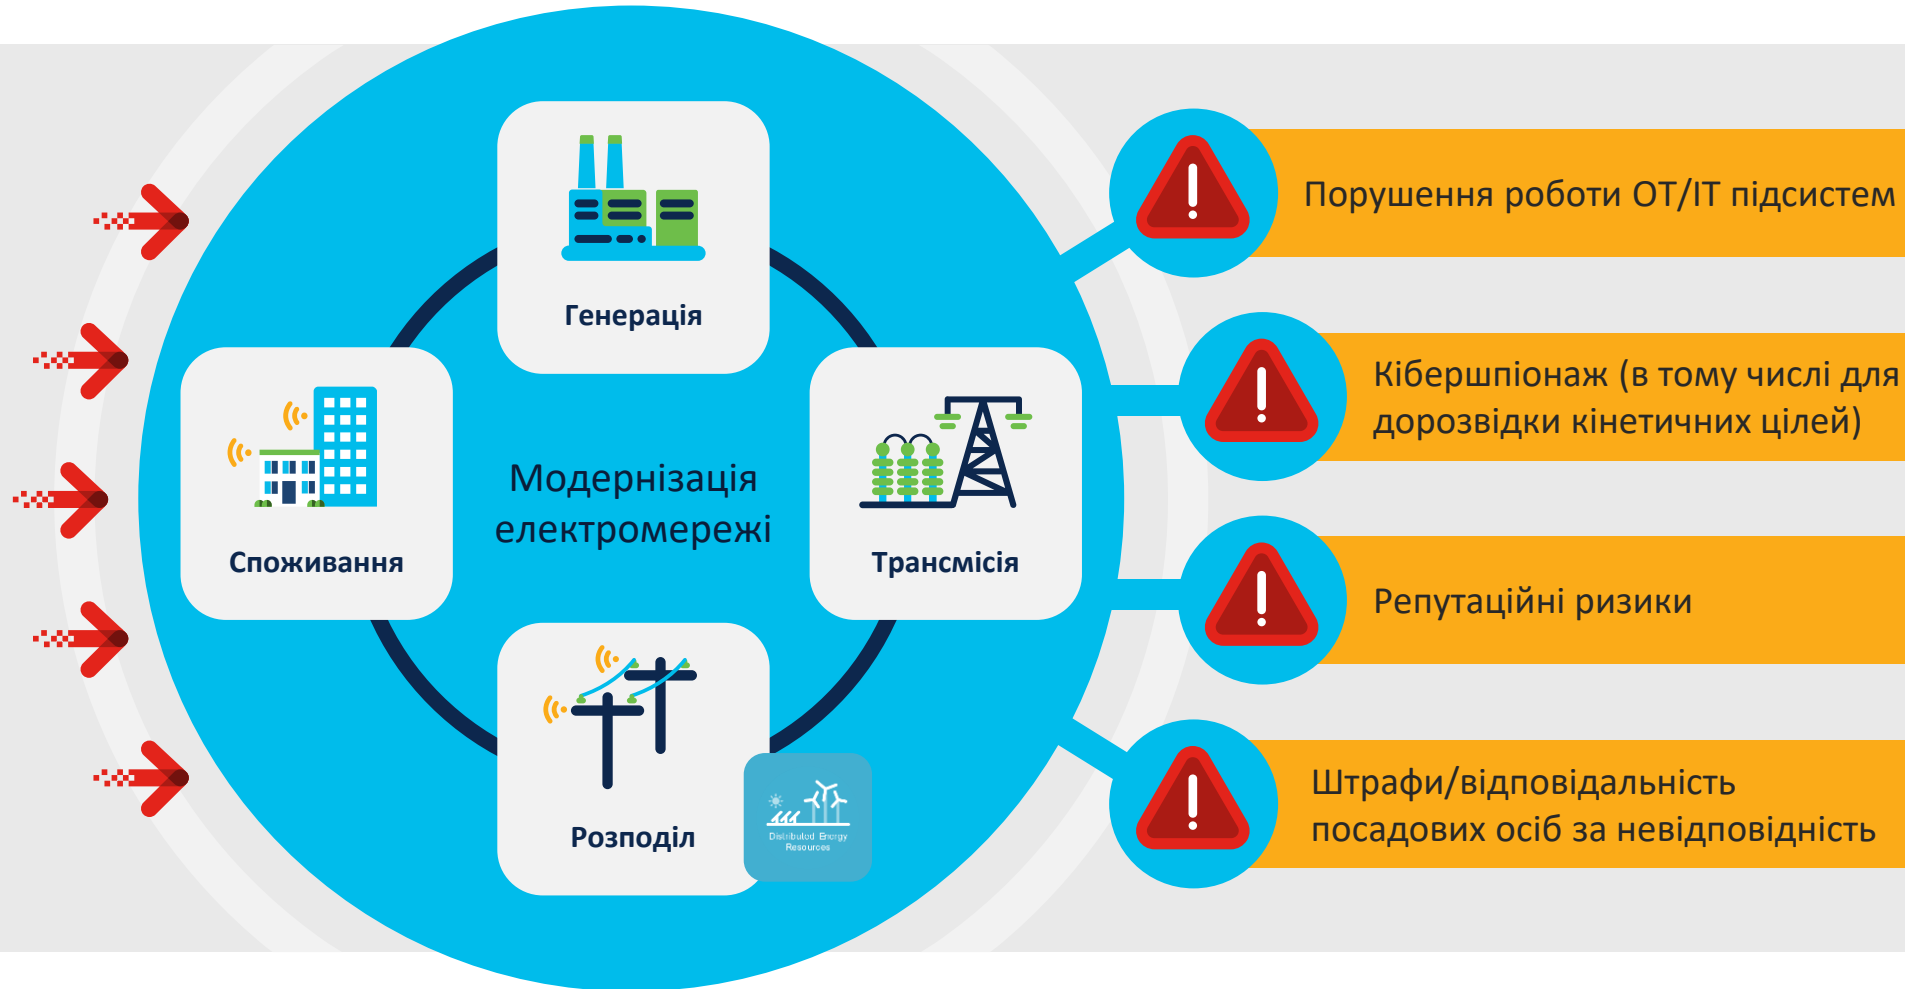 Генерація
Споживання
Модернізація
електромережі
Трансмісія
Розподіл
Distributed Energy
Resources
Порушення роботи ОТ/ІТ підсистем
Кібершпіонаж (в тому числі для
дорозвідки кінетичних цілей)
Репутаційні ризики
Штрафи/відповідальність
посадових осіб за невідповідність